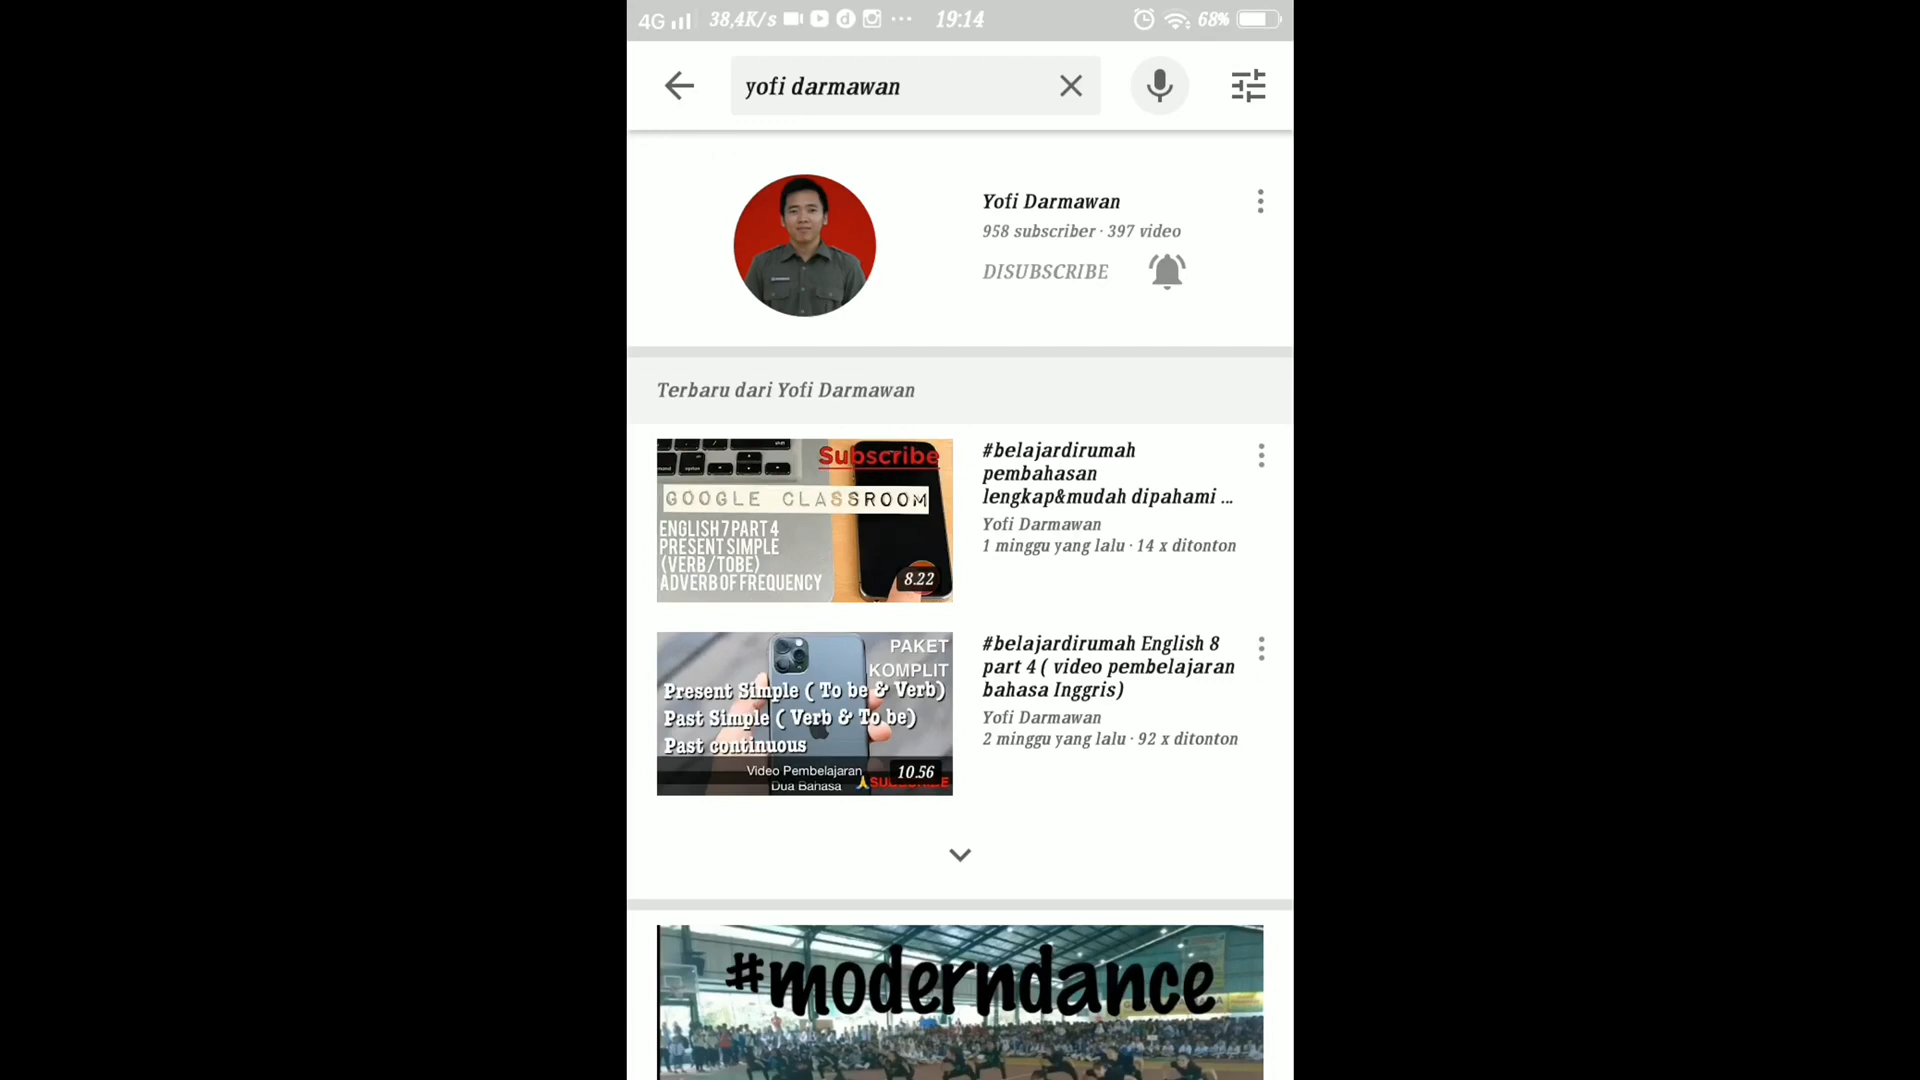 4G 38,4K/s ... 19:14 68%
yofi darmawan
Yofi Darmawan
958 subscriber · 397 video
DISUBSCRIBE
Terbaru dari Yofi Darmawan
Subscribe
GOOGLE CLASSROOM
ENGLISH 7 PART 4
PRESENT SIMPLE
(VERB / TOBE)
ADVERB OF FREQUENCY
8.22
#belajardirumah
pembahasan
lengkap&mudah dipahami ...
Yofi Darmawan
1 minggu yang lalu · 14 x ditonton
PAKET
KOMPLIT
Present Simple ( To be & Verb)
Past Simple ( Verb & To be)
Past continuous
Video Pembelajaran
Dua Bahasa
10.56
SUBSCRIBE
#belajardirumah English 8
part 4 ( video pembelajaran
bahasa Inggris)
Yofi Darmawan
2 minggu yang lalu · 92 x ditonton
#moderndance